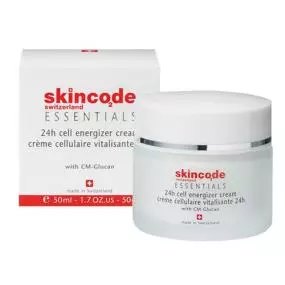 skincode
switzerland
ESSENTIALS
24h cell energizer cream
crème cellulaire vitalisante
with CM-Glucan
made in Switzerland
50ml - 1.7 OZ.us - 50
skincode
switzerland
ESSENTIALS
24h cell energizer cream
crème cellulaire vitalisante 24h
with CM-Glucan
made in Switzerland